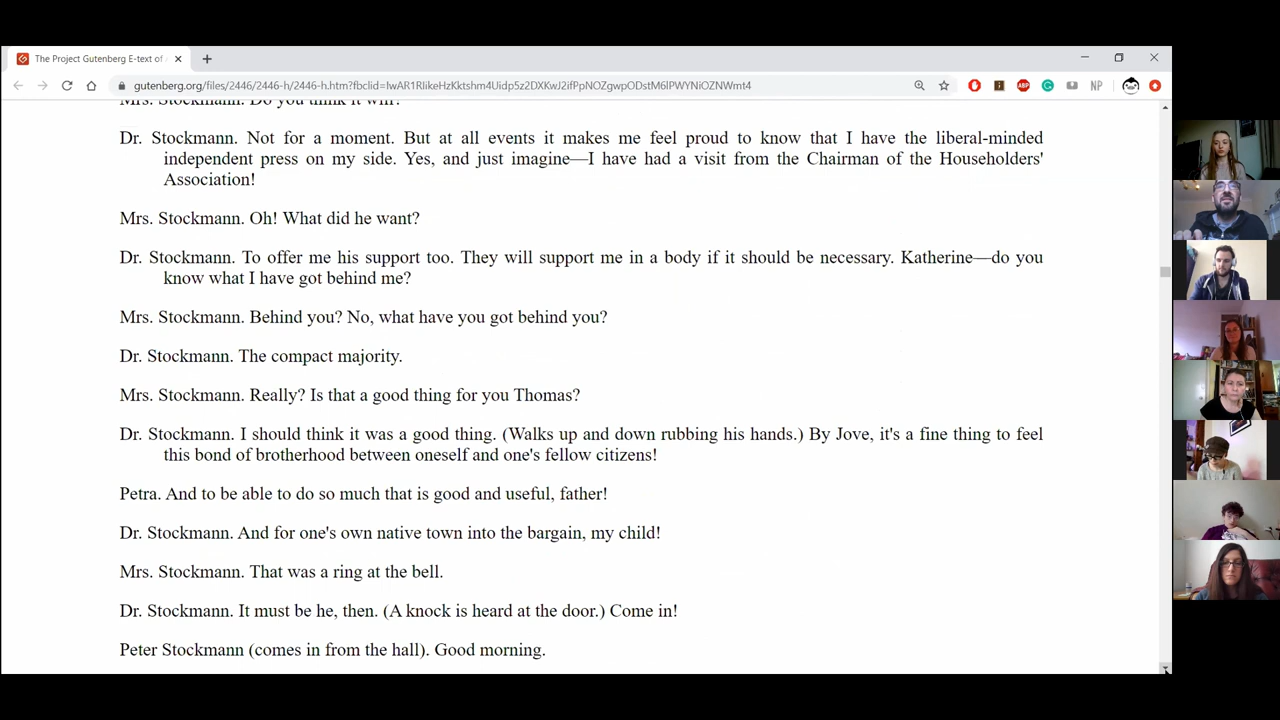 The Project Gutenberg E-text of
gutenberg.org/files/2446/2446-h/2446-h.htm?fbclid=IwAR1RlikeHzKktshm4Uidp5z2DXKwJ2ifPpNOZgwpODstM6lPWYNiOZNWmt4
ABP
NP
Mrs. Stockmann. Do you think it will?
Dr. Stockmann. Not for a moment. But at all events it makes me feel proud to know that I have the liberal-minded
independent press on my side. Yes, and just imagine—I have had a visit from the Chairman of the Householders'
Association!
Mrs. Stockmann. Oh! What did he want?
Dr. Stockmann. To offer me his support too. They will support me in a body if it should be necessary. Katherine—do you
know what I have got behind me?
Mrs. Stockmann. Behind you? No, what have you got behind you?
Dr. Stockmann. The compact majority.
Mrs. Stockmann. Really? Is that a good thing for you Thomas?
Dr. Stockmann. I should think it was a good thing. (Walks up and down rubbing his hands.) By Jove, it's a fine thing to feel
this bond of brotherhood between oneself and one's fellow citizens!
Petra. And to be able to do so much that is good and useful, father!
Dr. Stockmann. And for one's own native town into the bargain, my child!
Mrs. Stockmann. That was a ring at the bell.
Dr. Stockmann. It must be he, then. (A knock is heard at the door.) Come in!
Peter Stockmann (comes in from the hall). Good morning.